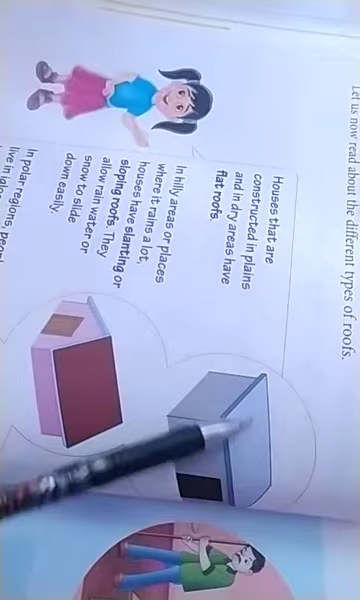 Let us now read about the different types of roofs.
Houses that are
constructed in plains
and in dry areas have
flat roofs.
In hilly areas or places
where it rains a lot,
houses have slanting or
sloping roofs. They
allow rain water or
snow to slide
down easily.
In polar regions,
live in